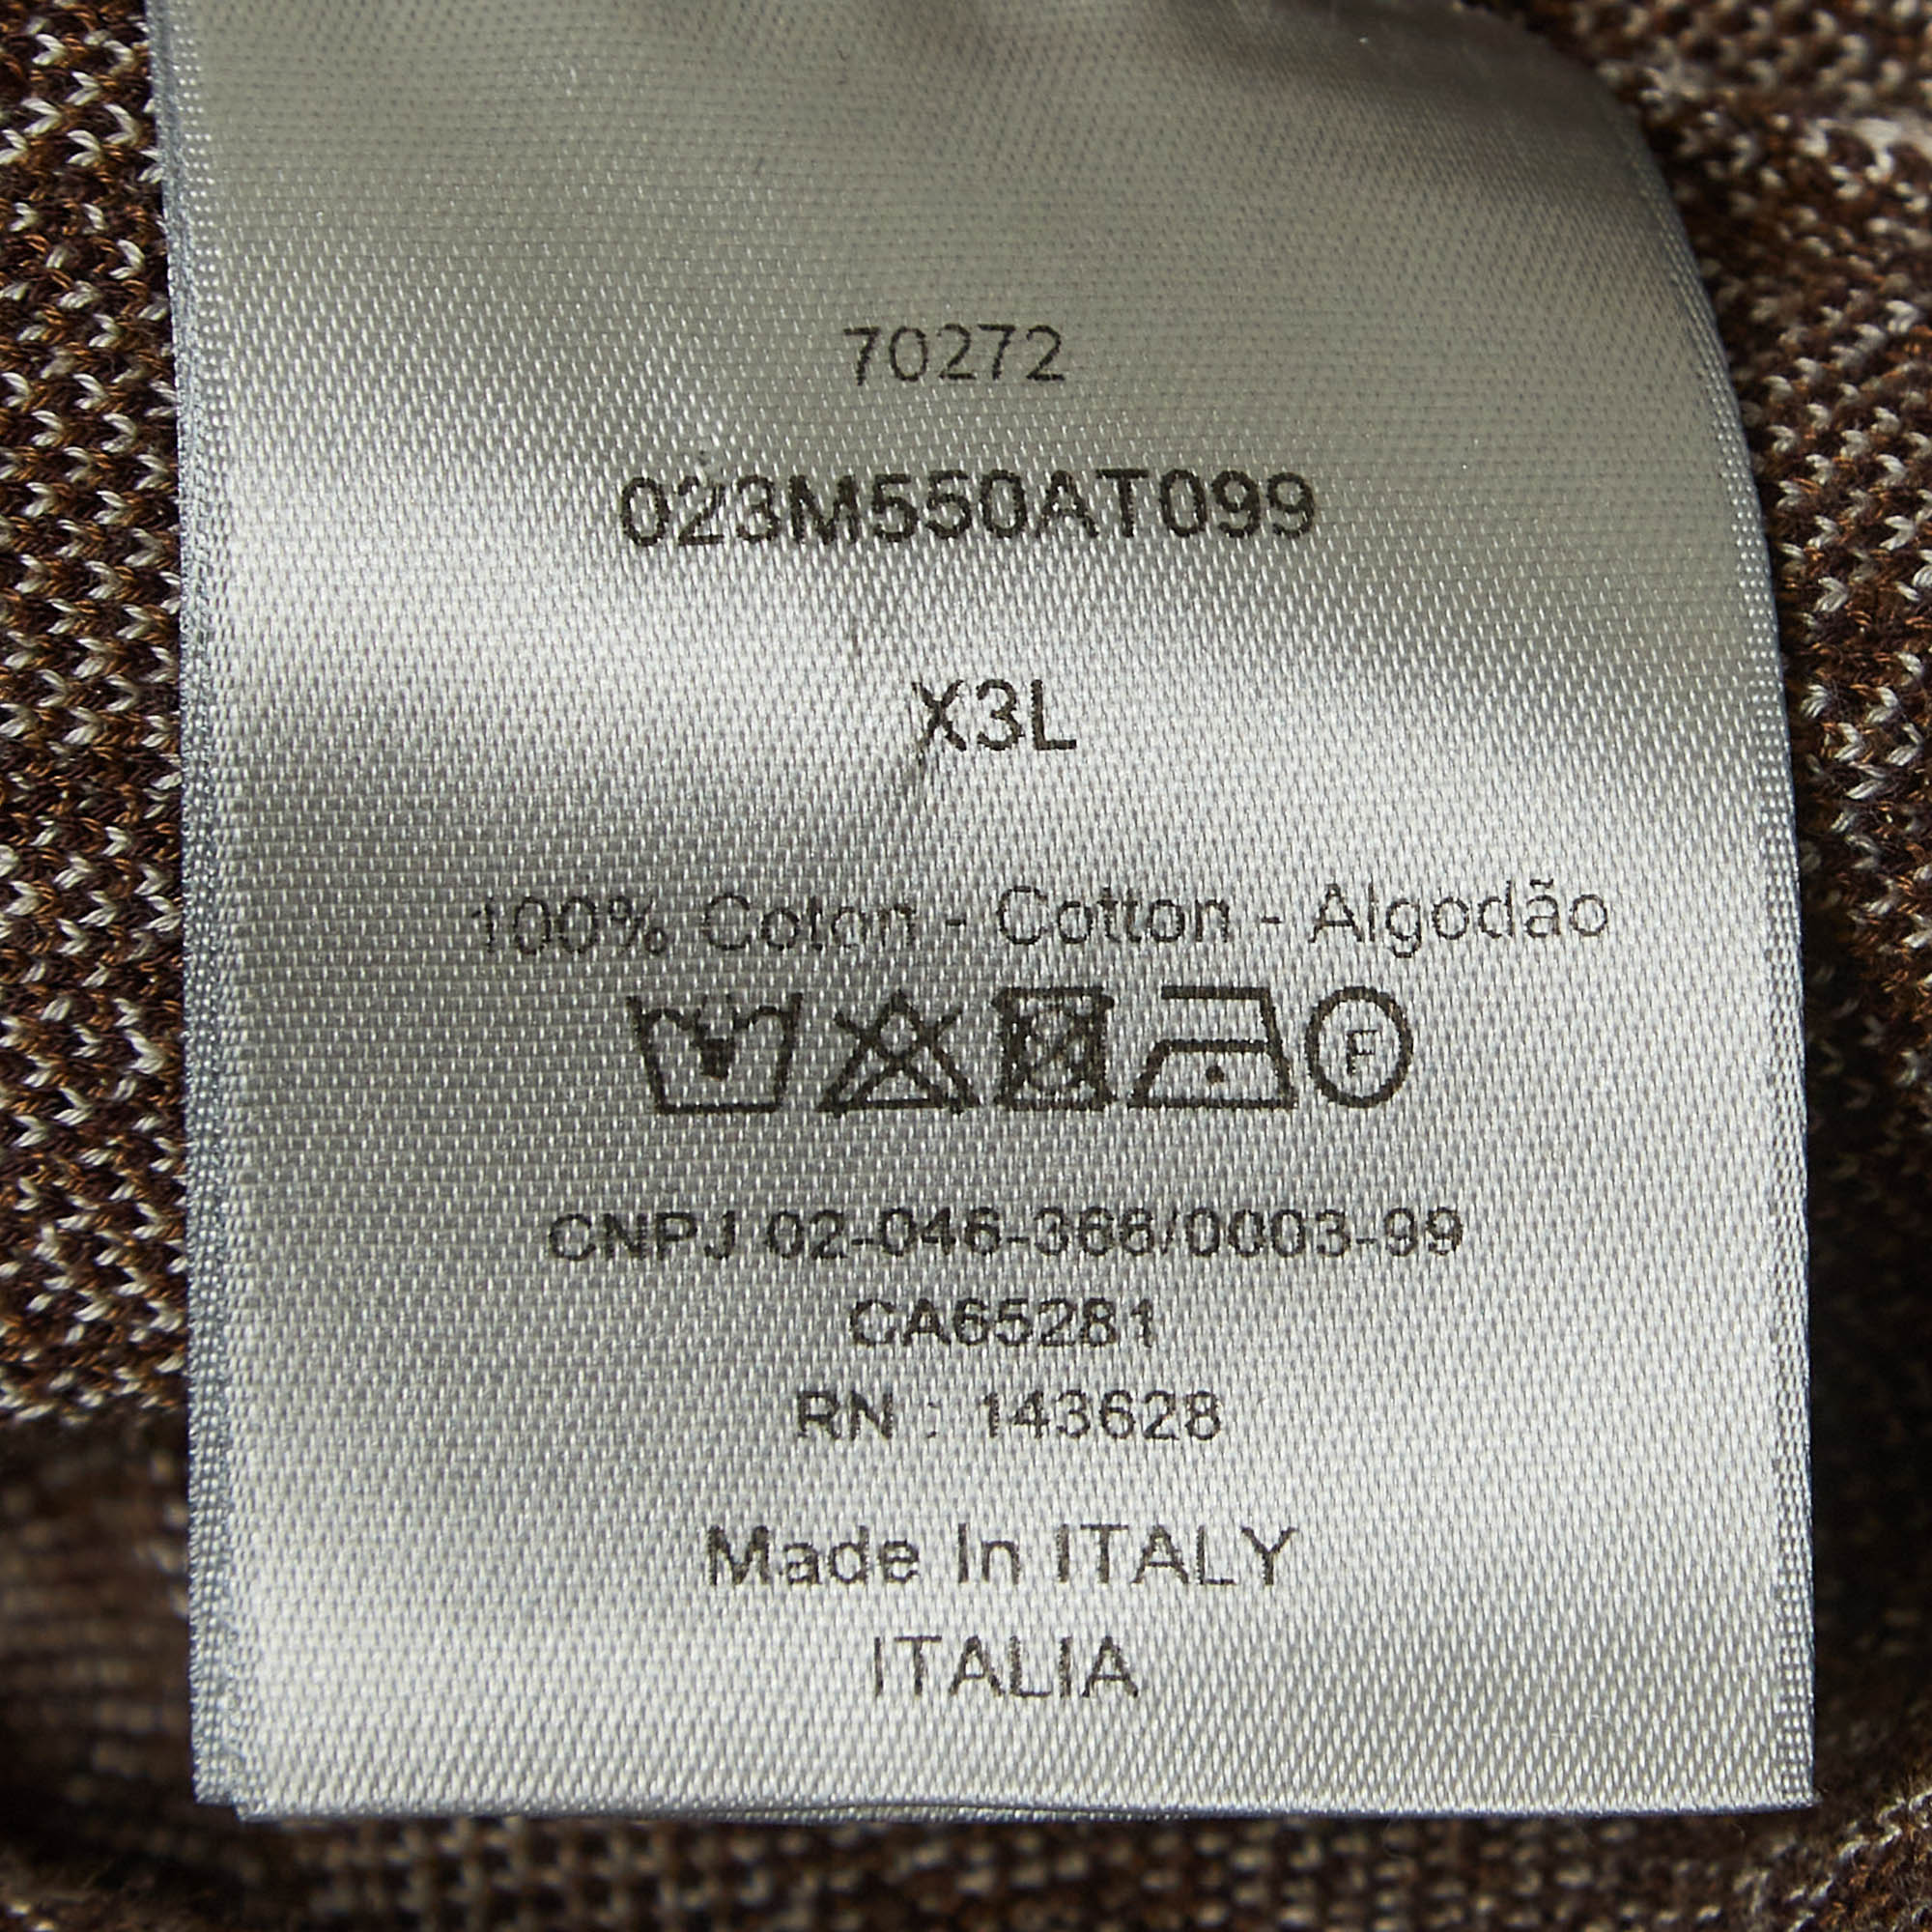 70272
023M550AT099
X3L
100% Coton - Cotton - Algodão
F
CNPJ 02-046-366/0003-99
CA65281
RN : 143628
Made In ITALY
ITALIA